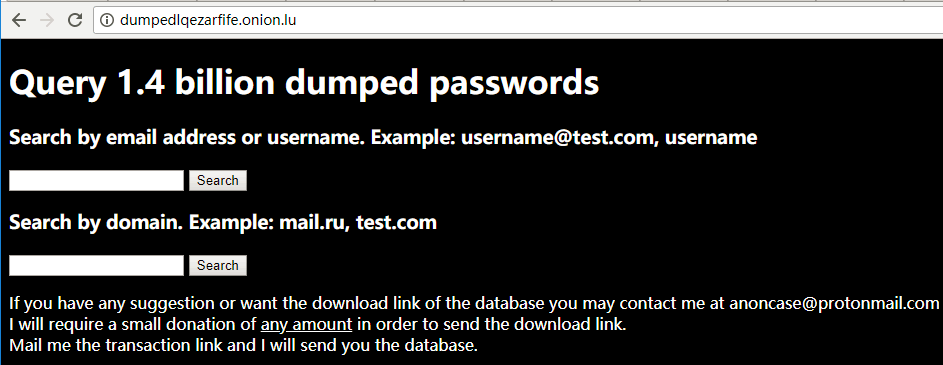 dumpedlqezarfife.onion.lu
Query 1.4 billion dumped passwords
Search by email address or username. Example: username@test.com, username
Search
Search by domain. Example: mail.ru, test.com
Search
If you have any suggestion or want the download link of the database you may contact me at anoncase@protonmail.com
I will require a small donation of any amount in order to send the download link.
Mail me the transaction link and I will send you the database.